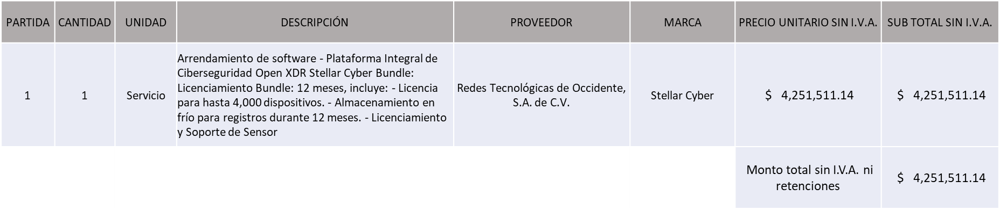 PARTIDA CANTIDAD UNIDAD DESCRIPCIÓN PROVEEDOR MARCA PRECIO UNITARIO SIN I.V.A. SUB TOTAL SIN I.V.A.
1 1 Servicio
Arrendamiento de software - Plataforma Integral de
Ciberseguridad Open XDR Stellar Cyber Bundle:
Licenciamiento Bundle: 12 meses, incluye: - Licencia
para hasta 4,000 dispositivos. - Almacenamiento en
frío para registros durante 12 meses. - Licenciamiento
y Soporte de Sensor
Redes Tecnológicas de Occidente,
S.A. de C.V.
Stellar Cyber
$ 4,251,511.14
$ 4,251,511.14
Monto total sin I.V.A. ni
retenciones
$ 4,251,511.14